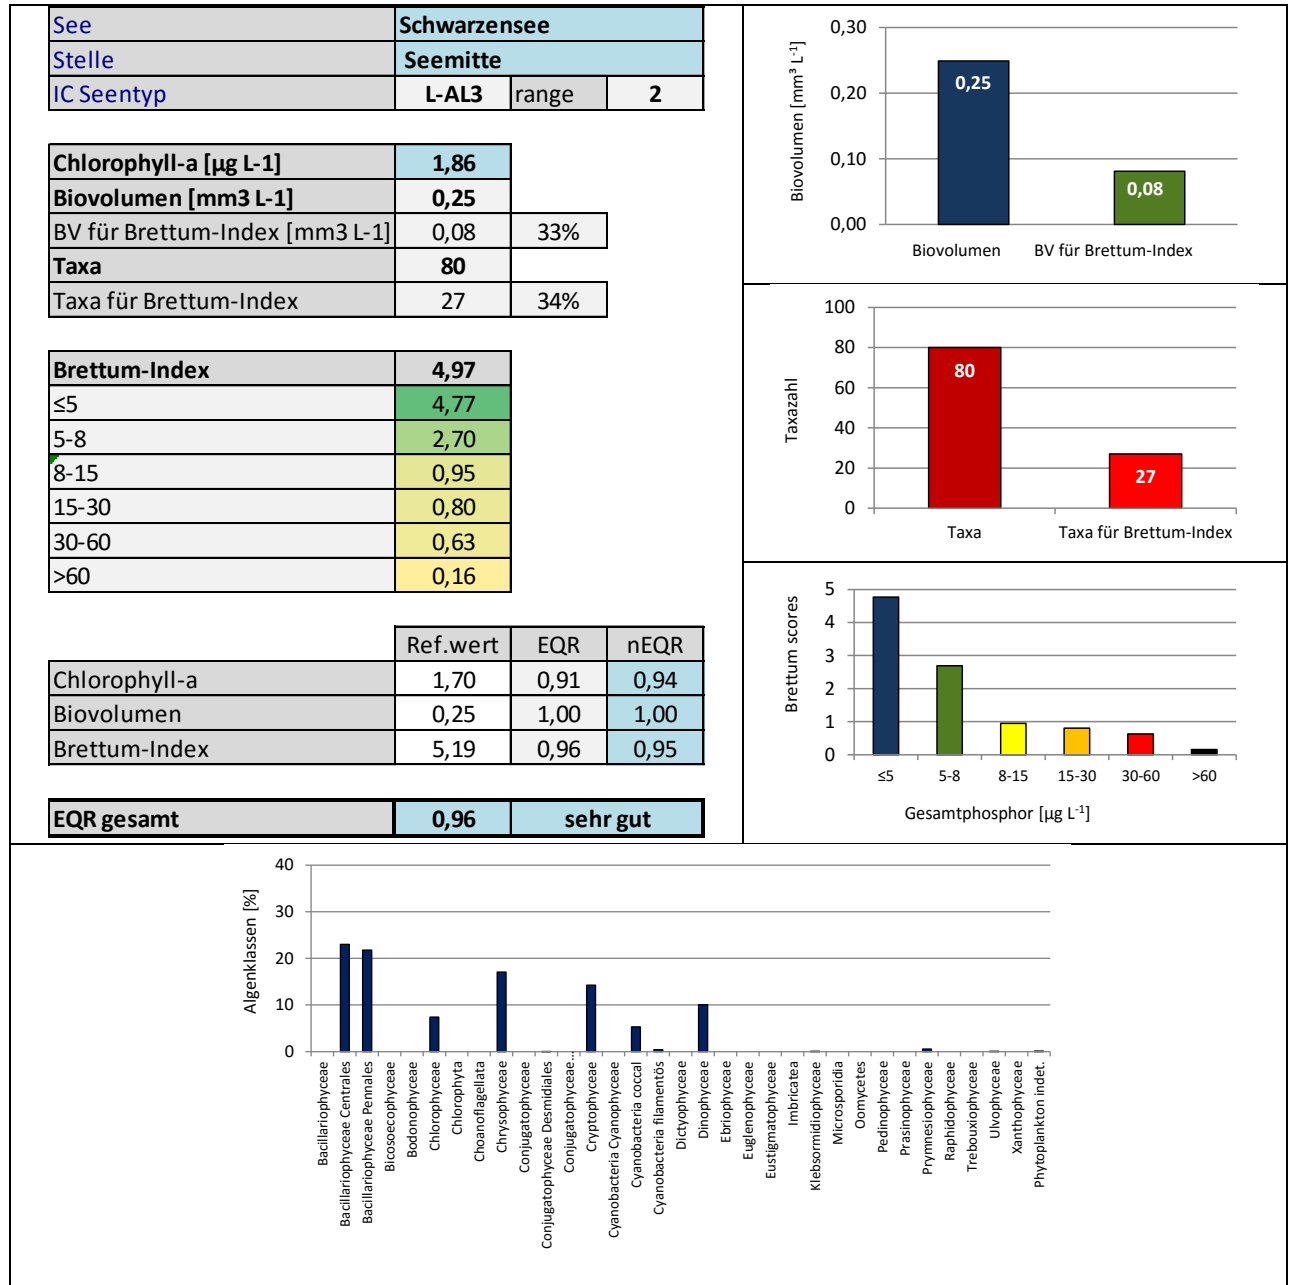 See Schwarzensee
Stelle Seemitte
IC Seentyp L-AL3 range 2
Chlorophyll-a [µg L-1] 1,86
Biovolumen [mm3 L-1] 0,25
BV für Brettum-Index [mm3 L-1] 0,08 33%
Taxa 80
Taxa für Brettum-Index 27 34%
Brettum-Index 4,97
≤5 4,77
5-8 2,70
8-15 0,95
15-30 0,80
30-60 0,63
>60 0,16
Ref.wert EQR nEQR
Chlorophyll-a 1,70 0,91 0,94
Biovolumen 0,25 1,00 1,00
Brettum-Index 5,19 0,96 0,95
EQR gesamt 0,96 sehr gut
Biovolumen [mm³ L-1]
0,30
0,20
0,10
0,00
0,25
0,08
Biovolumen BV für Brettum-Index
Taxazahl
100
80
60
40
20
0
80
27
Taxa Taxa für Brettum-Index
Brettum scores
5
4
3
2
1
0
≤5 5-8 8-15 15-30 30-60 >60
Gesamtphosphor [µg L-1]
Algenklassen [%]
40
30
20
10
0
Bacillariophyceae
Bacillariophyceae Centrales
Bacillariophyceae Pennales
Bicosoecophyceae
Bodonophyceae
Chlorophyceae
Chlorophyta
Choanoflagellata
Chrysophyceae
Conjugatophyceae
Conjugatophyceae Desmidiales
Conjugatophyceae…
Cryptophyceae
Cyanobacteria Cyanophyceae
Cyanobacteria coccal
Cyanobacteria filamentös
Dictyophyceae
Dinophyceae
Ebriophyceae
Euglenophyceae
Eustigmatophyceae
Imbricatea
Klebsormidiophyceae
Microsporidia
Oomycetes
Pedinophyceae
Prasinophyceae
Prymnesiophyceae
Raphidophyceae
Trebouxiophyceae
Ulvophyceae
Xanthophyceae
Phytoplankton indet.